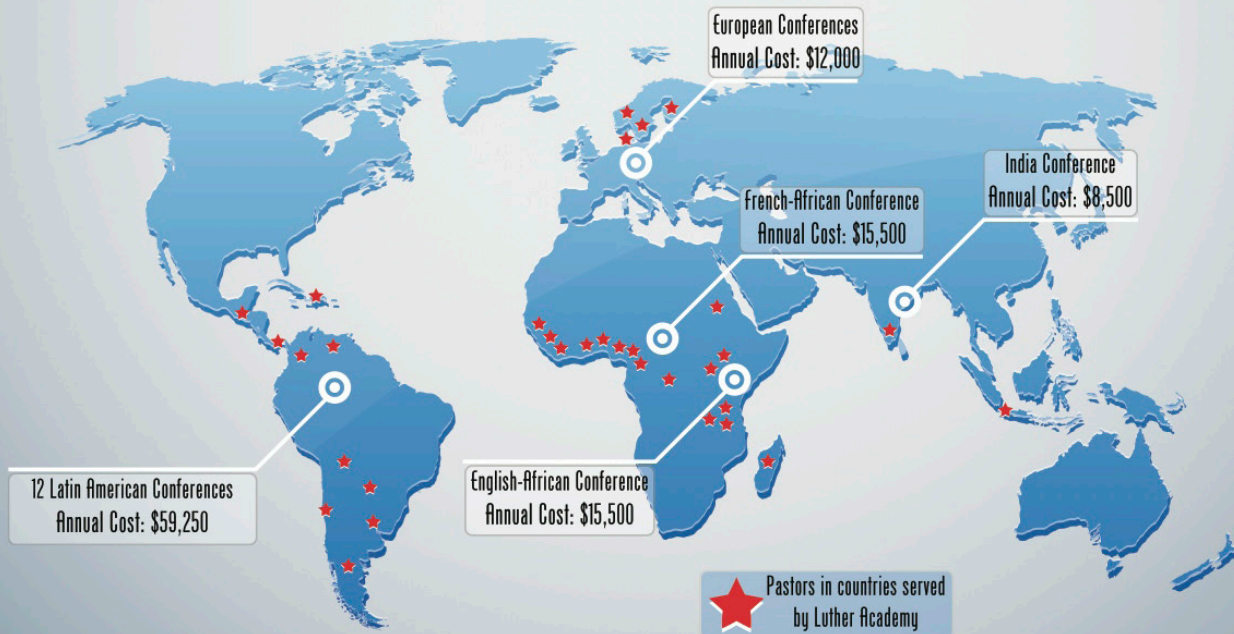 European Conferences
Annual Cost: $12,000
India Conference
Annual Cost: $8,500
French-African Conference
Annual Cost: $15,500
12 Latin American Conferences
Annual Cost: $59,250
English-African Conference
Annual Cost: $15,500
Pastors in countries served
by Luther Academy